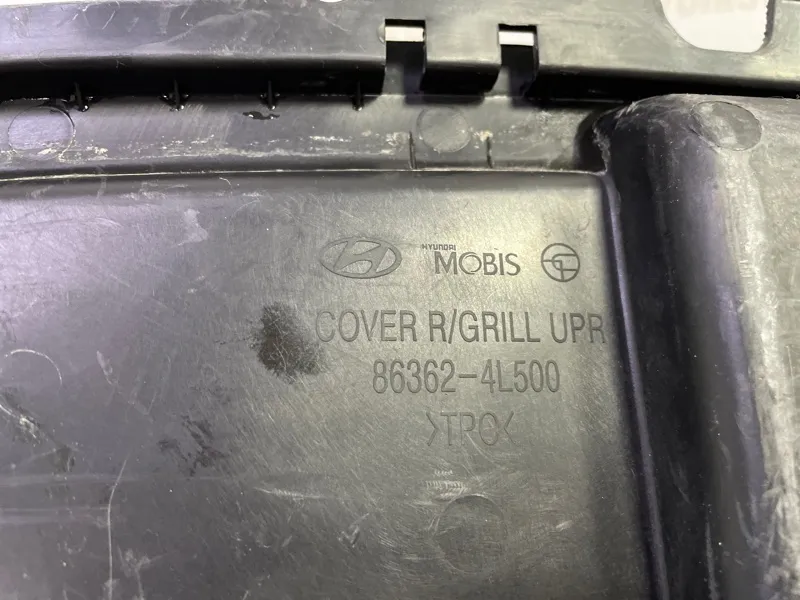 HYUNDAI
MOBIS
COVER R/GRILL UPR
86362-4L500
>TPO<